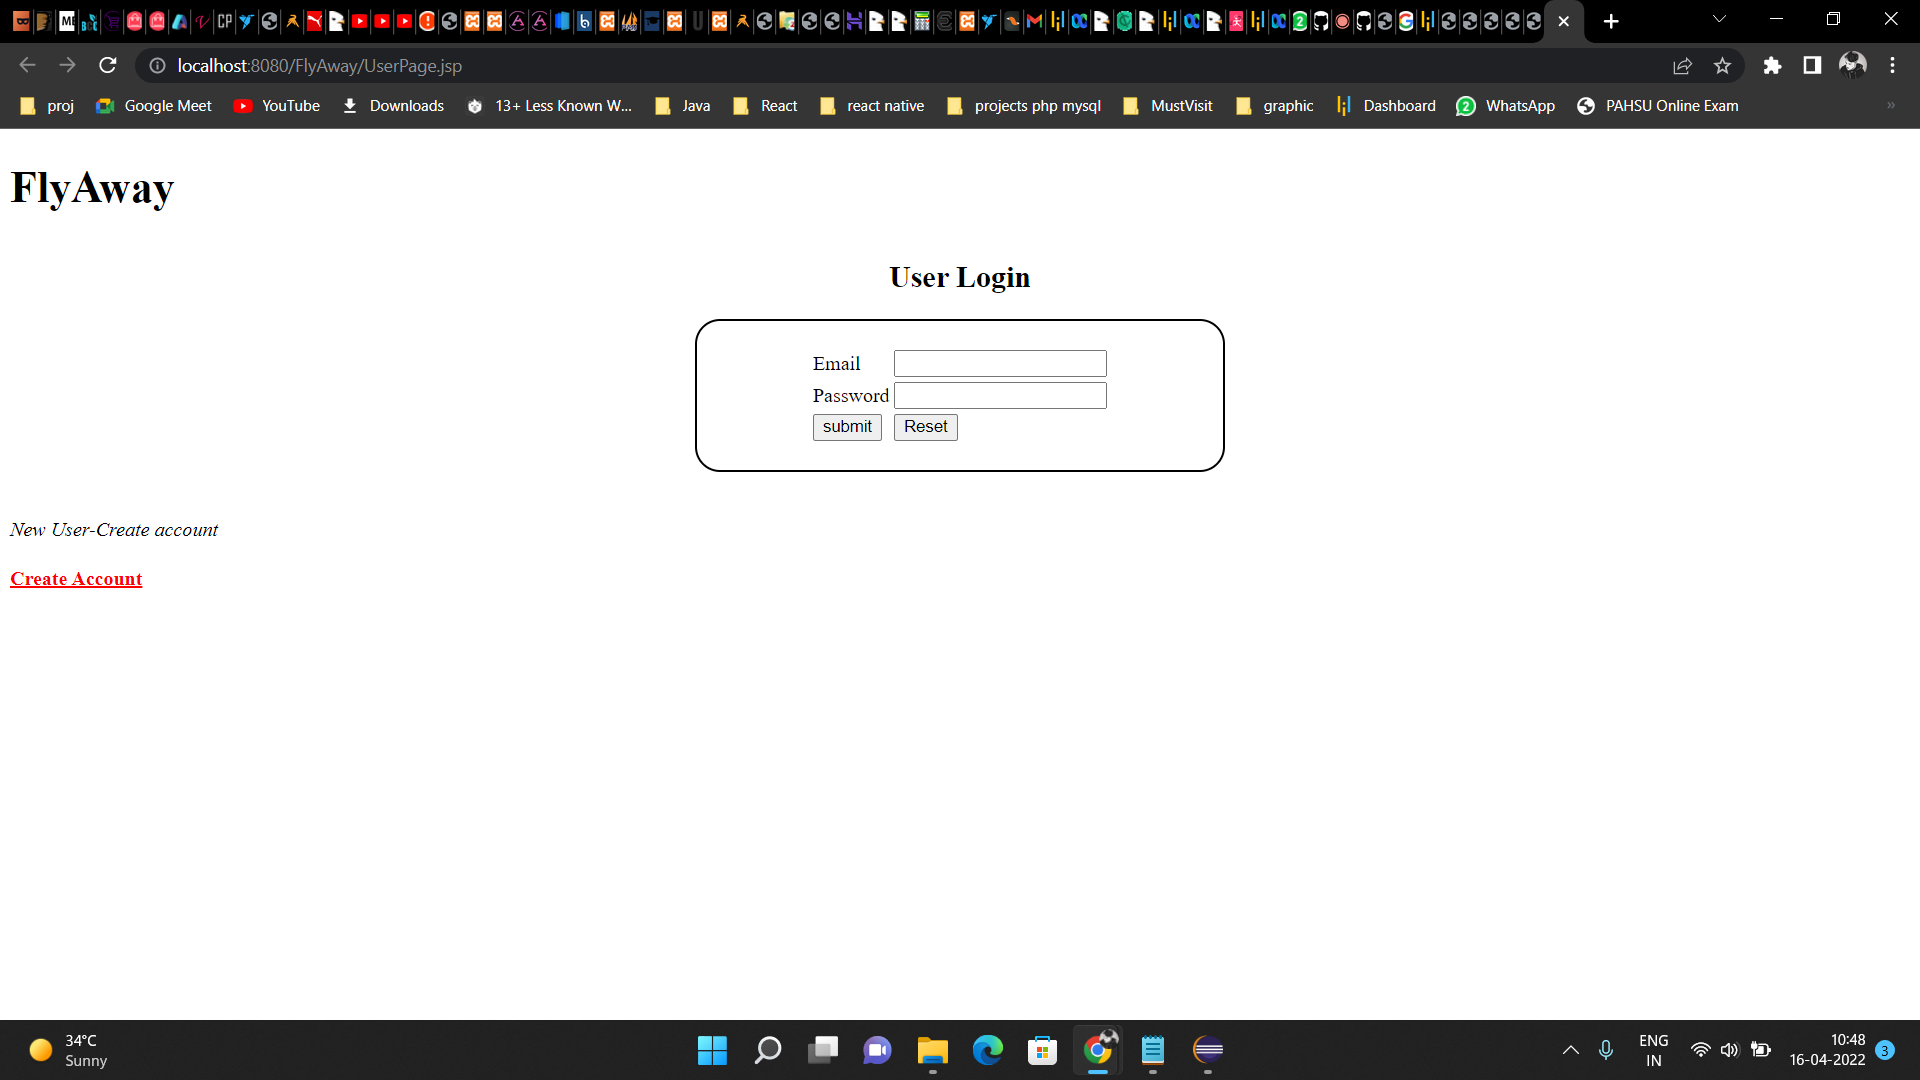 localhost:8080/FlyAway/UserPage.jsp
proj Google Meet YouTube Downloads 13+ Less Known W... Java React react native projects php mysql MustVisit graphic Dashboard WhatsApp PAHSU Online Exam
FlyAway
User Login
Email
Password
submit Reset
New User-Create account
Create Account
34°C
Sunny
ENG
IN
10:48
16-04-2022
3